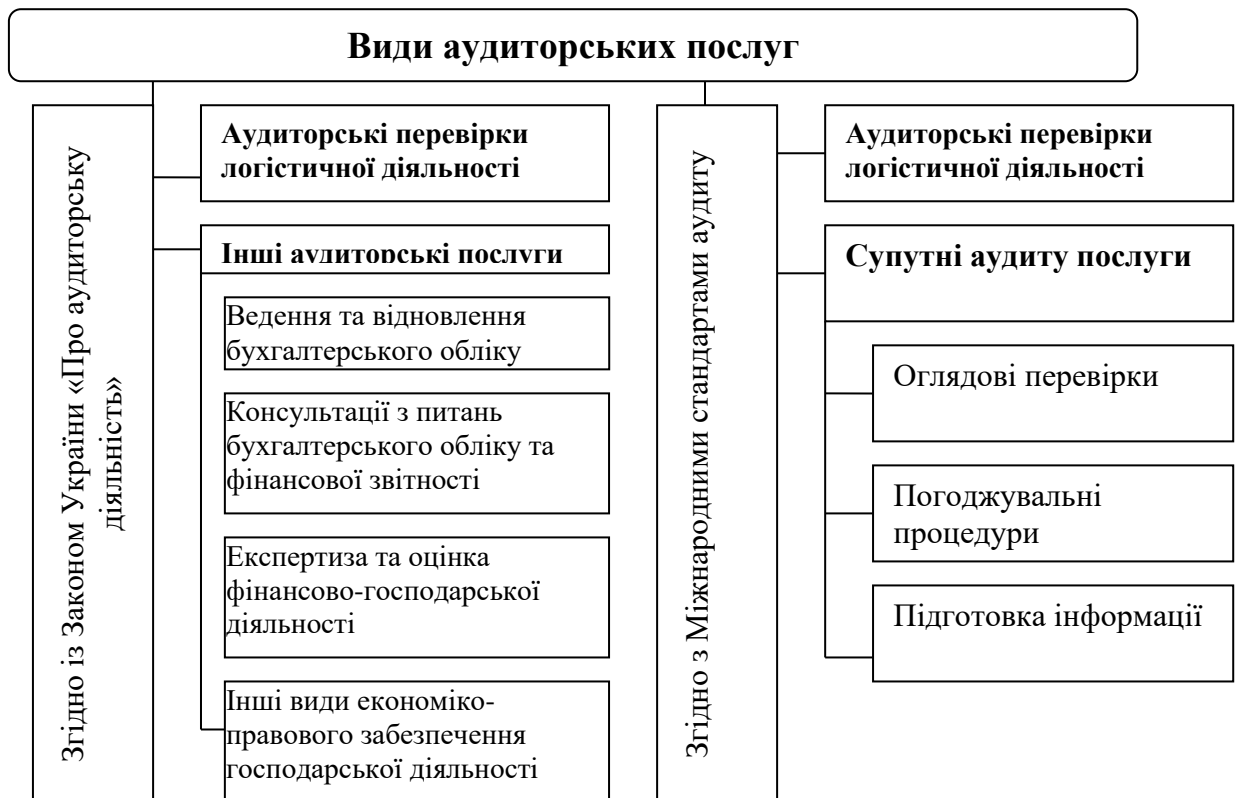 Види аудиторських послуг
Згідно із Законом України «Про аудиторську
діяльність»
Аудиторські перевірки
логістичної діяльності
Інші аудиторські послуги
Ведення та відновлення
бухгалтерського обліку
Консультації з питань
бухгалтерського обліку та
фінансової звітності
Експертиза та оцінка
фінансово-господарської
діяльності
Інші види економіко-
правового забезпечення
господарської діяльності
Згідно з Міжнародними стандартами аудиту
Аудиторські перевірки
логістичної діяльності
Супутні аудиту послуги
Оглядові перевірки
Погоджувальні
процедури
Підготовка інформації